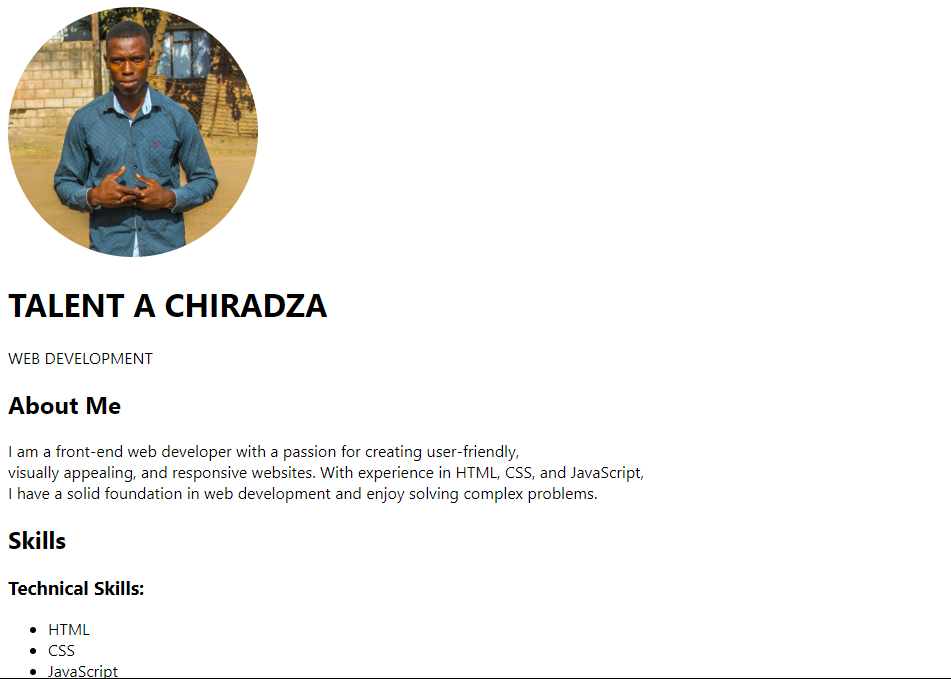 TALENT A CHIRADZA
WEB DEVELOPMENT
About Me
I am a front-end web developer with a passion for creating user-friendly,
visually appealing, and responsive websites. With experience in HTML, CSS, and JavaScript,
I have a solid foundation in web development and enjoy solving complex problems.
Skills
Technical Skills:
• HTML
• CSS
• JavaScript